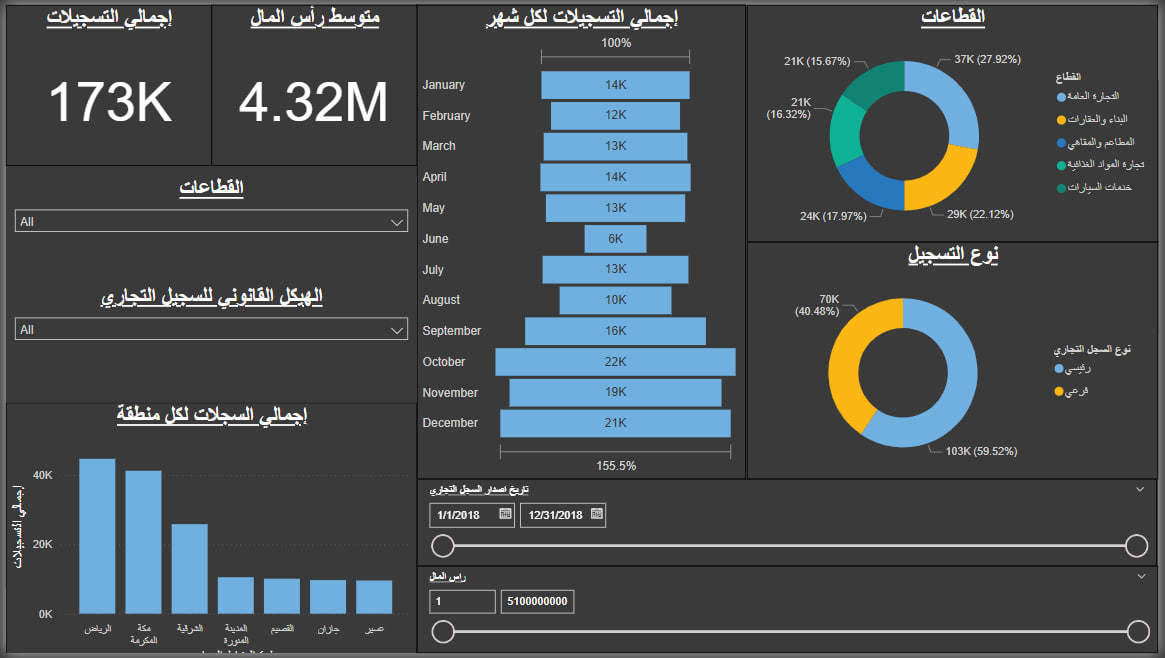 إجمالي التسجيلات
173K
متوسط رأس المال
4.32M
القطاعات
All
الهيكل القانوني للسجيل التجاري
All
إجمالي السجلات لكل منطقة
إجمالي التسجيلات
40K
20K
0K
الرياض
مكة المكرمة
الشرقية
المدينة المنورة
القصيم
جازان
عسير
إجمالي التسجيلات لكل شهر
100%
January 14K
February 12K
March 13K
April 14K
May 13K
June 6K
July 13K
August 10K
September 16K
October 22K
November 19K
December 21K
155.5%
القطاعات
37K (27.92%)
29K (22.12%)
24K (17.97%)
21K
(16.32%)
21K (15.67%)
القطاع
التجارة العامة
البناء والعقارات
المطاعم والمقاهي
تجارة المواد الغذائية
خدمات السيارات
نوع التسجيل
70K
(40.48%)
103K (59.52%)
نوع السجل التجاري
رئيسي
فرعي
تاريخ اصدار السجل التجاري
1/1/2018 12/31/2018
راس المال
1 5100000000